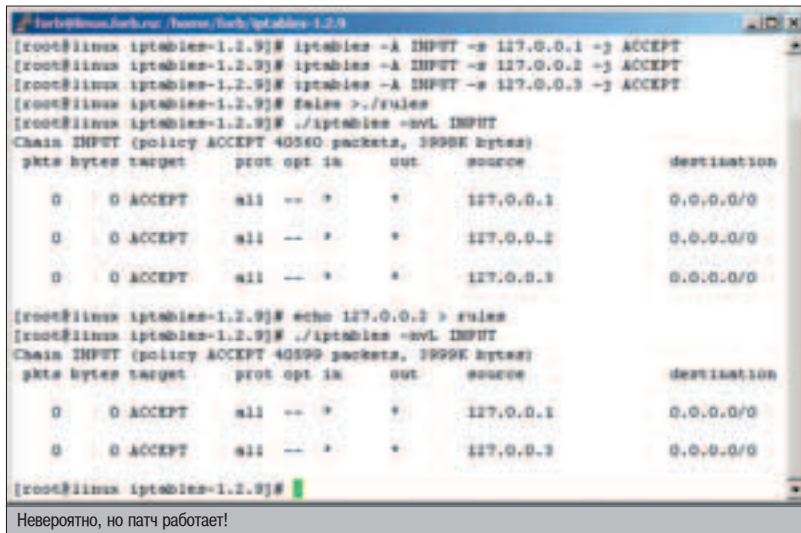 forb@linux.forb.ru: /home/forb/iptables-1.2.9
[root@linux iptables-1.2.9]# iptables -A INPUT -s 127.0.0.1 -j ACCEPT
[root@linux iptables-1.2.9]# iptables -A INPUT -s 127.0.0.2 -j ACCEPT
[root@linux iptables-1.2.9]# iptables -A INPUT -s 127.0.0.3 -j ACCEPT
[root@linux iptables-1.2.9]# false >./rules
[root@linux iptables-1.2.9]# ./iptables -nvL INPUT
Chain INPUT (policy ACCEPT 40560 packets, 3998K bytes)
pkts bytes target prot opt in out source destination
0 0 ACCEPT all -- * * 127.0.0.1 0.0.0.0/0
0 0 ACCEPT all -- * * 127.0.0.2 0.0.0.0/0
0 0 ACCEPT all -- * * 127.0.0.3 0.0.0.0/0
[root@linux iptables-1.2.9]# echo 127.0.0.2 > rules
[root@linux iptables-1.2.9]# ./iptables -nvL INPUT
Chain INPUT (policy ACCEPT 40599 packets, 3999K bytes)
pkts bytes target prot opt in out source destination
0 0 ACCEPT all -- * * 127.0.0.1 0.0.0.0/0
0 0 ACCEPT all -- * * 127.0.0.3 0.0.0.0/0
[root@linux iptables-1.2.9]#
Невероятно, но патч работает!